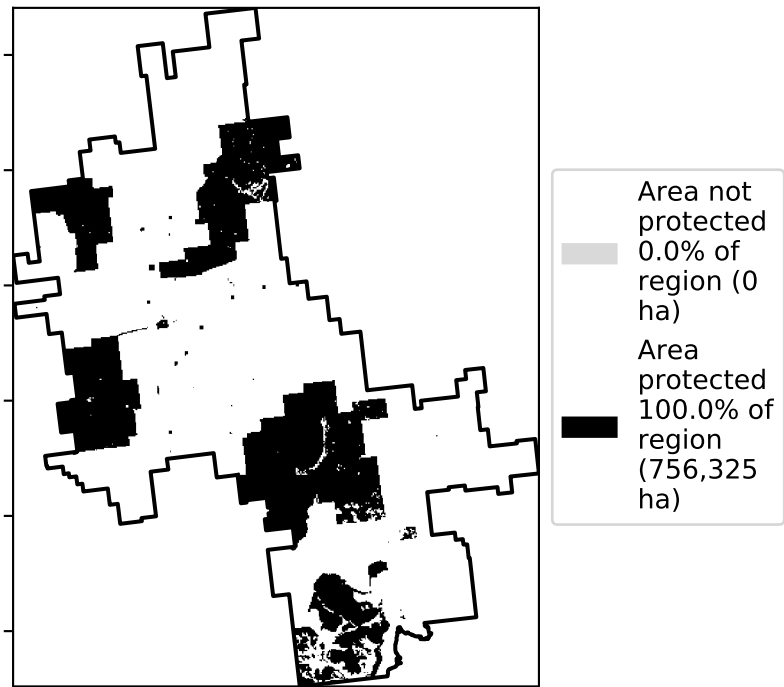 Area not
protected
0.0% of
region (0
ha)
Area
protected
100.0% of
region
(756,325
ha)